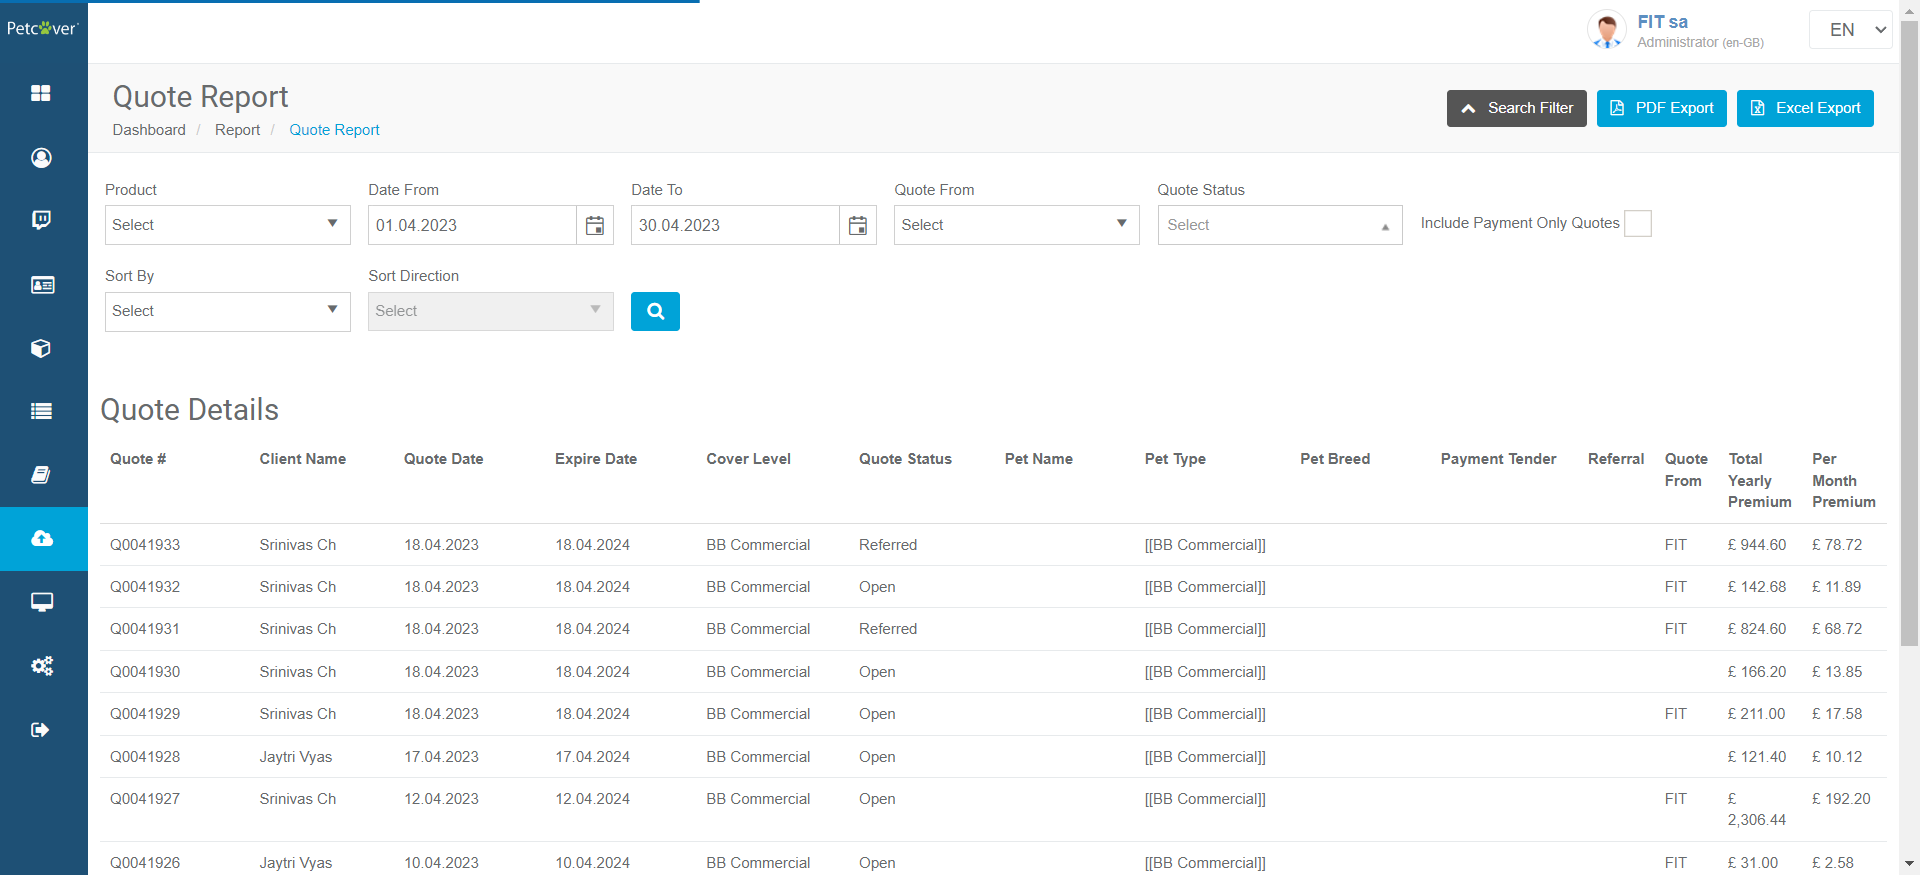 Petcover
FIT sa
Administrator (en-GB)
EN
Quote Report
Dashboard / Report / Quote Report
Search Filter
PDF Export
Excel Export
Product
Date From
Date To
Quote From
Quote Status
Select
01.04.2023
30.04.2023
Select
Select
Include Payment Only Quotes
Sort By
Sort Direction
Select
Select
Quote Details
Quote # Client Name Quote Date Expire Date Cover Level Quote Status Pet Name Pet Type Pet Breed Payment Tender Referral Quote From Total Yearly Premium Per Month Premium
Q0041933 Srinivas Ch 18.04.2023 18.04.2024 BB Commercial Referred [[BB Commercial]] FIT £ 944.60 £ 78.72
Q0041932 Srinivas Ch 18.04.2023 18.04.2024 BB Commercial Open [[BB Commercial]] FIT £ 142.68 £ 11.89
Q0041931 Srinivas Ch 18.04.2023 18.04.2024 BB Commercial Referred [[BB Commercial]] FIT £ 824.60 £ 68.72
Q0041930 Srinivas Ch 18.04.2023 18.04.2024 BB Commercial Open [[BB Commercial]] £ 166.20 £ 13.85
Q0041929 Srinivas Ch 18.04.2023 18.04.2024 BB Commercial Open [[BB Commercial]] FIT £ 211.00 £ 17.58
Q0041928 Jaytri Vyas 17.04.2023 17.04.2024 BB Commercial Open [[BB Commercial]] £ 121.40 £ 10.12
Q0041927 Srinivas Ch 12.04.2023 12.04.2024 BB Commercial Open [[BB Commercial]] FIT £ 2,306.44 £ 192.20
Q0041926 Jaytri Vyas 10.04.2023 10.04.2024 BB Commercial Open [[BB Commercial]] FIT £ 31.00 £ 2.58